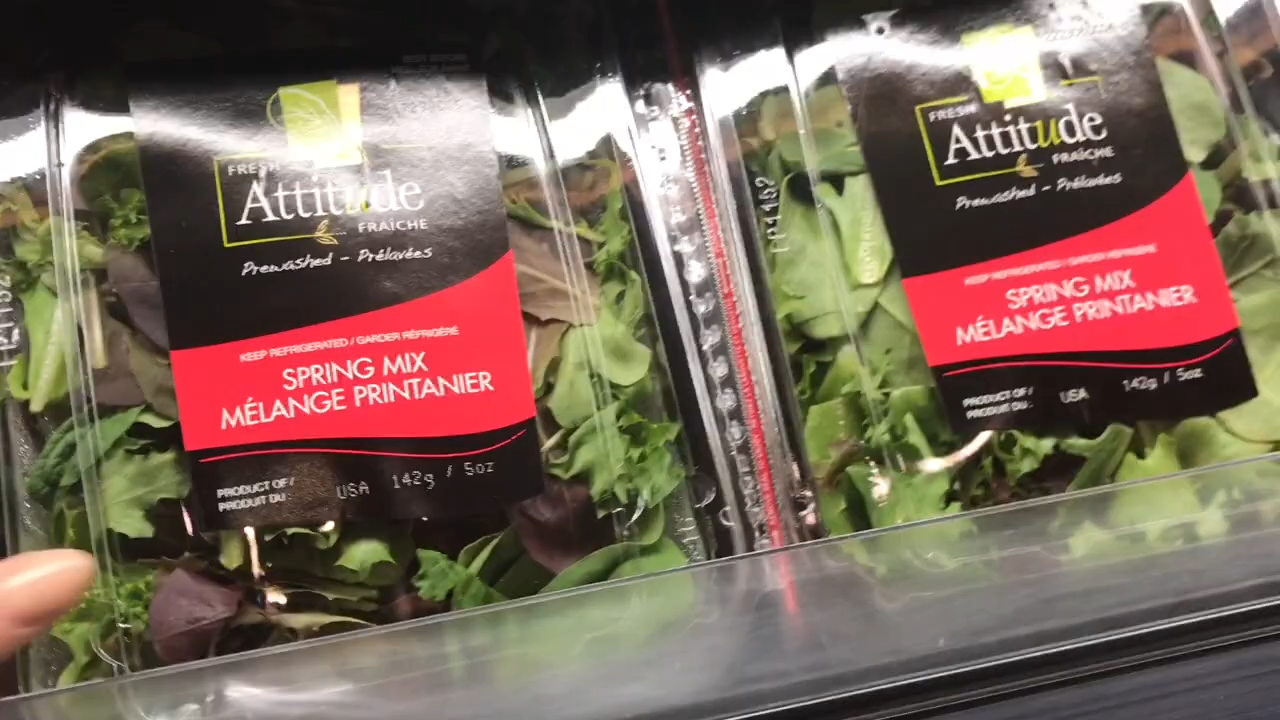 FRESH
Attitude
FRAÎCHE
Prewashed - Prélavées
KEEP REFRIGERATED / GARDER RÉFRIGÉRÉ
SPRING MIX
MÉLANGE PRINTANIER
PRODUCT OF /
PRODUIT DU :
USA 142g / 5oz
FRESH
Attitude
FRAÎCHE
Prewashed - Prélavées
KEEP REFRIGERATED / GARDER RÉFRIGÉRÉ
SPRING MIX
MÉLANGE PRINTANIER
PRODUCT OF /
PRODUIT DU :
USA 142g / 5oz